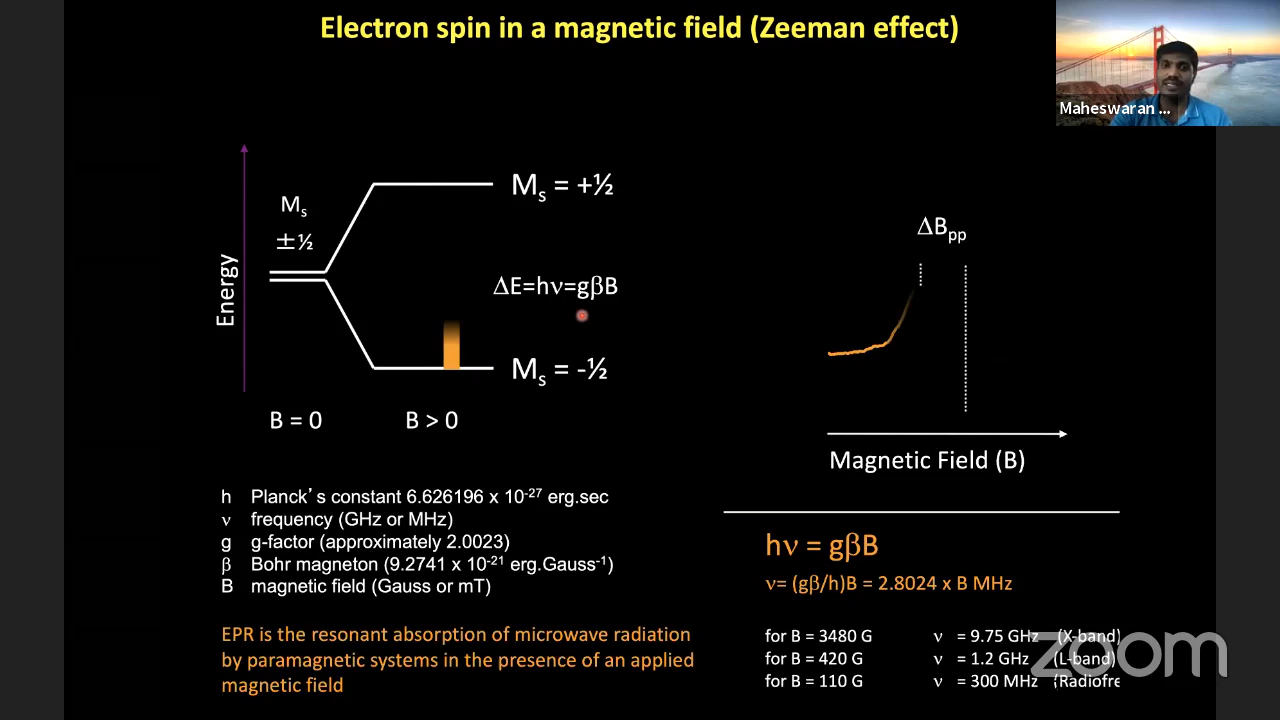 Electron spin in a magnetic field (Zeeman effect)
Maheswaran ...
Energy
Ms
±½
Ms = +½
ΔE=hν=gβB
Ms = -½
B = 0
B > 0
ΔBpp
Magnetic Field (B)
h Planck's constant 6.626196 x 10-27 erg.sec
ν frequency (GHz or MHz)
g g-factor (approximately 2.0023)
β Bohr magneton (9.2741 x 10-21 erg.Gauss-1)
B magnetic field (Gauss or mT)
EPR is the resonant absorption of microwave radiation
by paramagnetic systems in the presence of an applied
magnetic field
hν = gβB
ν= (gβ/h)B = 2.8024 x B MHz
for B = 3480 G ν = 9.75 GHz (X-band)
for B = 420 G ν = 1.2 GHz (L-band)
for B = 110 G ν = 300 MHz (Radiofre
zoom